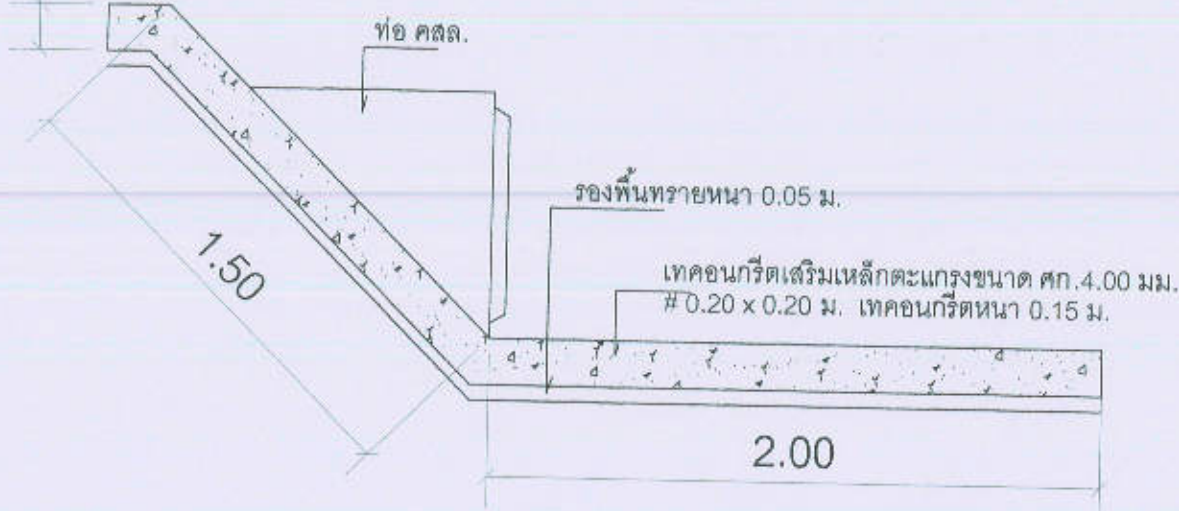 ท่อ คสล.
รองพื้นทรายหนา 0.05 ม.
1.50
เทคอนกรีตเสริมเหล็กตะแกรงขนาด ศก.4.00 มม.
# 0.20 x 0.20 ม. เทคอนกรีตหนา 0.15 ม.
2.00